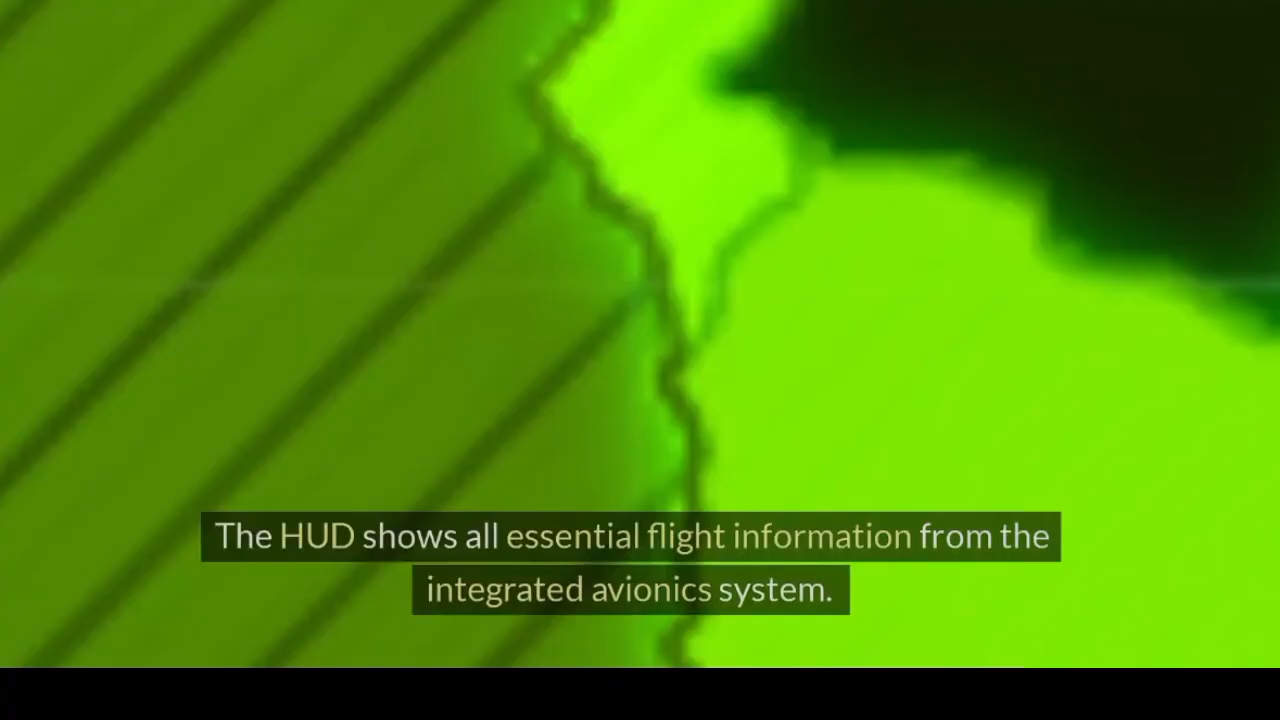 The HUD shows all essential flight information from the
integrated avionics system.